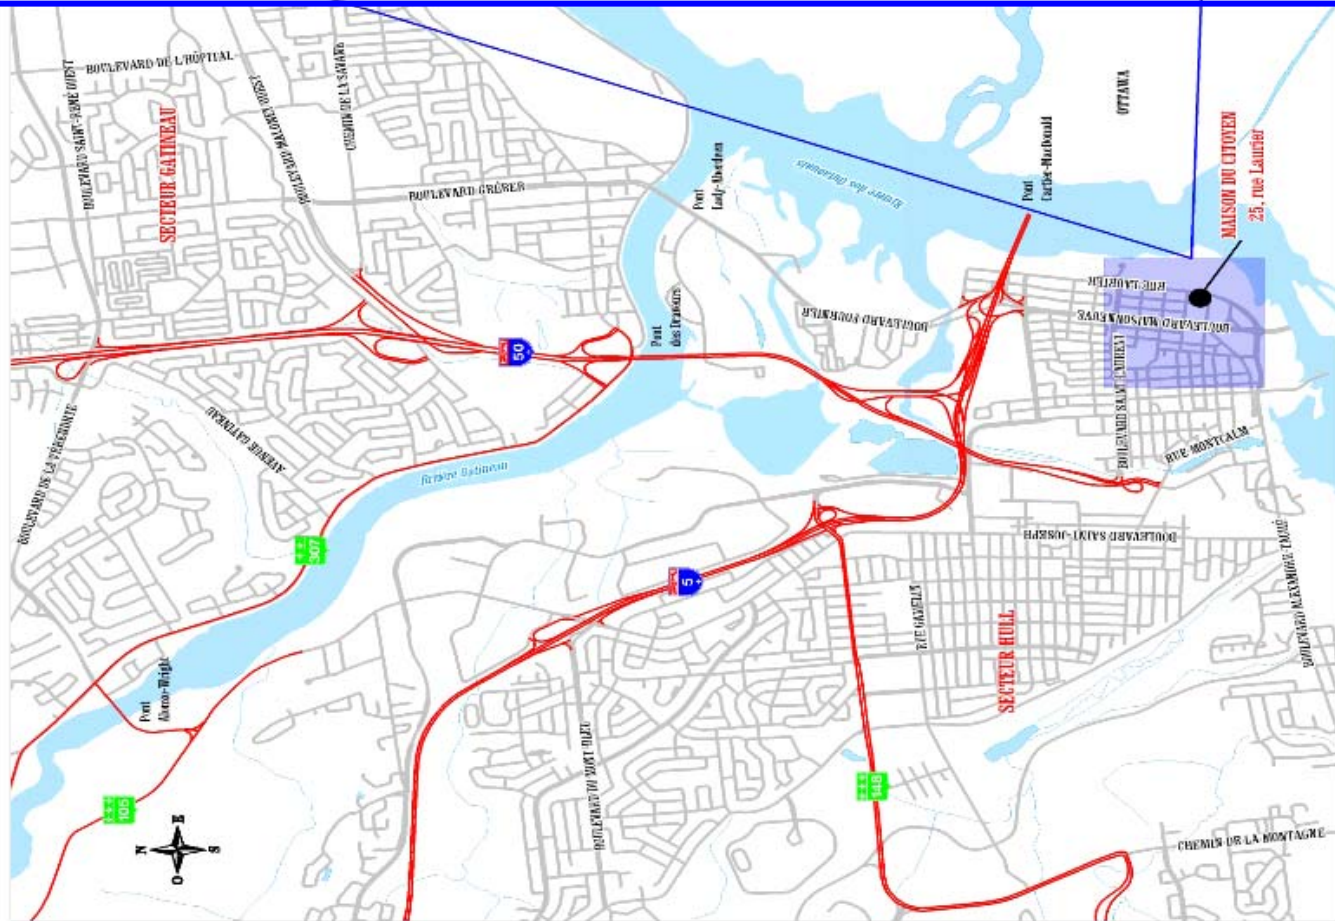 BOULEVARD DE L'HÔPITAL
BOULEVARD SAINT-RENÉ OUEST
SECTEUR GATINEAU
BOULEVARD MALONEY OUEST
CHEMIN DE LA SAVANE
BOULEVARD GRÉBER
Pont
Lady-Aberdeen
Rivière des Outaouais
Pont
Cartier-Macdonald
OTTAWA
MAISON DU CITOYEN
25, rue Laurier
RUE LAURIER
BOULEVARD MAISONNEUVE
BOULEVARD FOURNIER
Pont
des Draveurs
50
BOULEVARD SAINT-LAURENT
RUE MONTCALM
AVENUE GATINEAU
BOULEVARD DE LA VÉRENDRYE
Rivière Gatineau
307
5
BOULEVARD SAINT-JOSEPH
BOULEVARD ALEXANDRE-TACHÉ
RUE GAMELIN
SECTEUR HULL
Pont
Alonzo-Wright
BOULEVARD DU MONT-BLEU
105
148
CHEMIN DE LA MONTAGNE
N
E
S
O